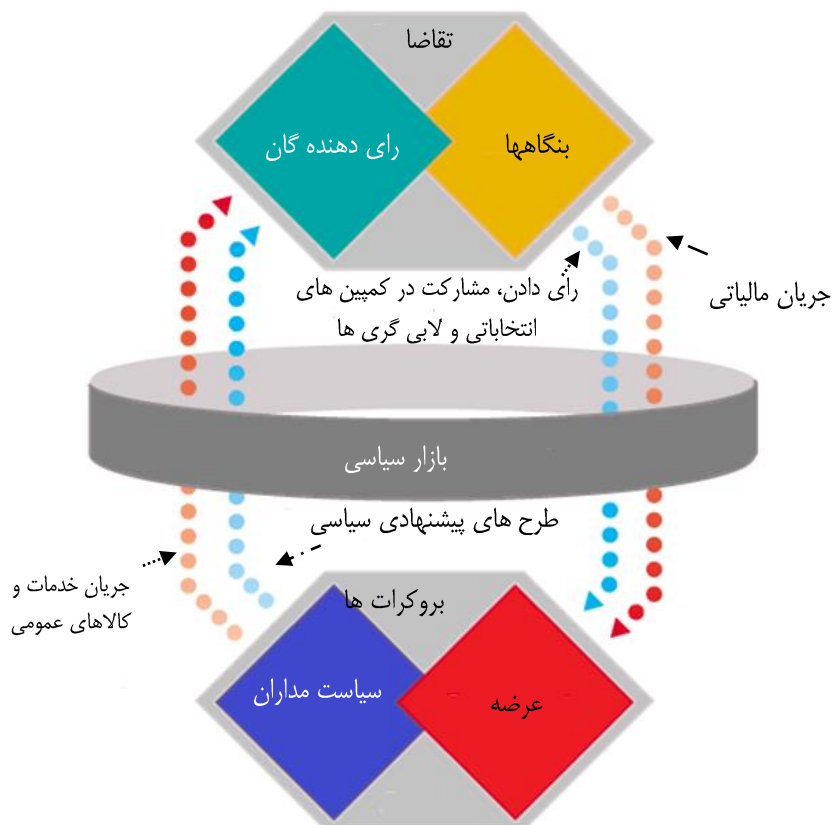 تقاضا
بنگاهها
رای دهنده گان
رای دادن، مشارکت در کمپین های
انتخاباتی و لابی گری ها
جریان مالیاتی
بازار سیاسی
طرح های پیشنهادی سیاسی
جریان خدمات و
کالاهای عمومی
بروکرات ها
عرضه
سیاست مداران